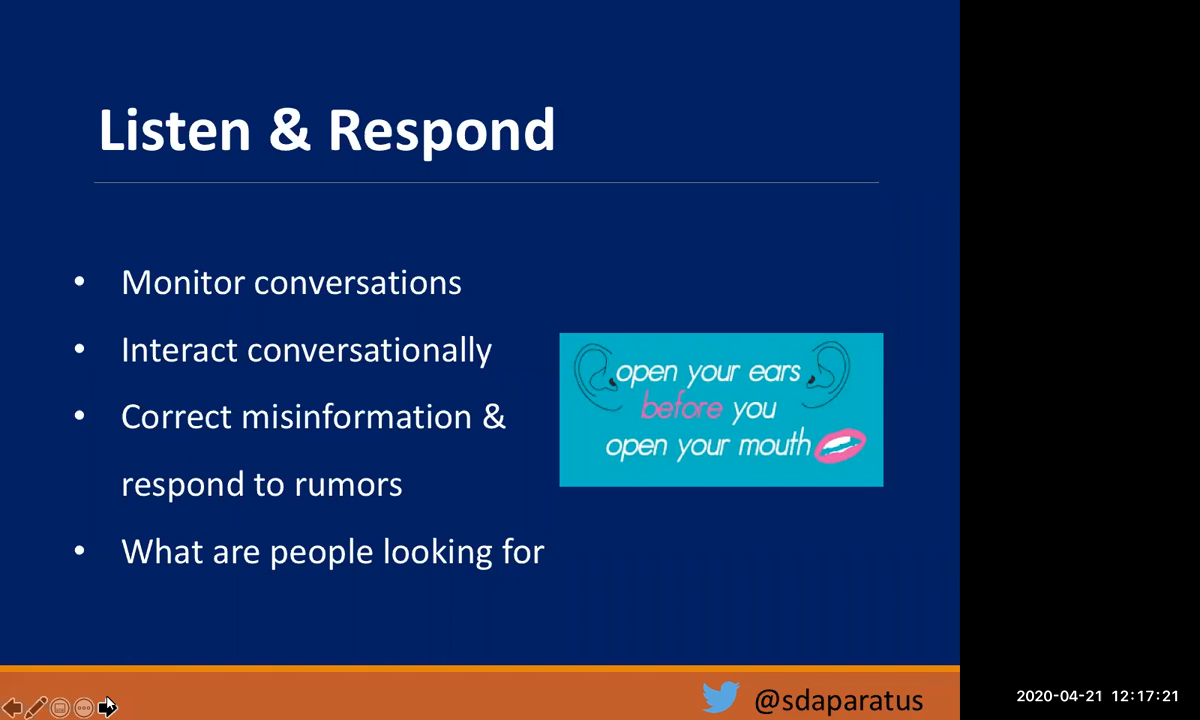 Listen & Respond
• Monitor conversations
• Interact conversationally
• Correct misinformation &
respond to rumors
• What are people looking for
open your ears
before you
open your mouth
@sdaparatus
2020-04-21 12:17:21